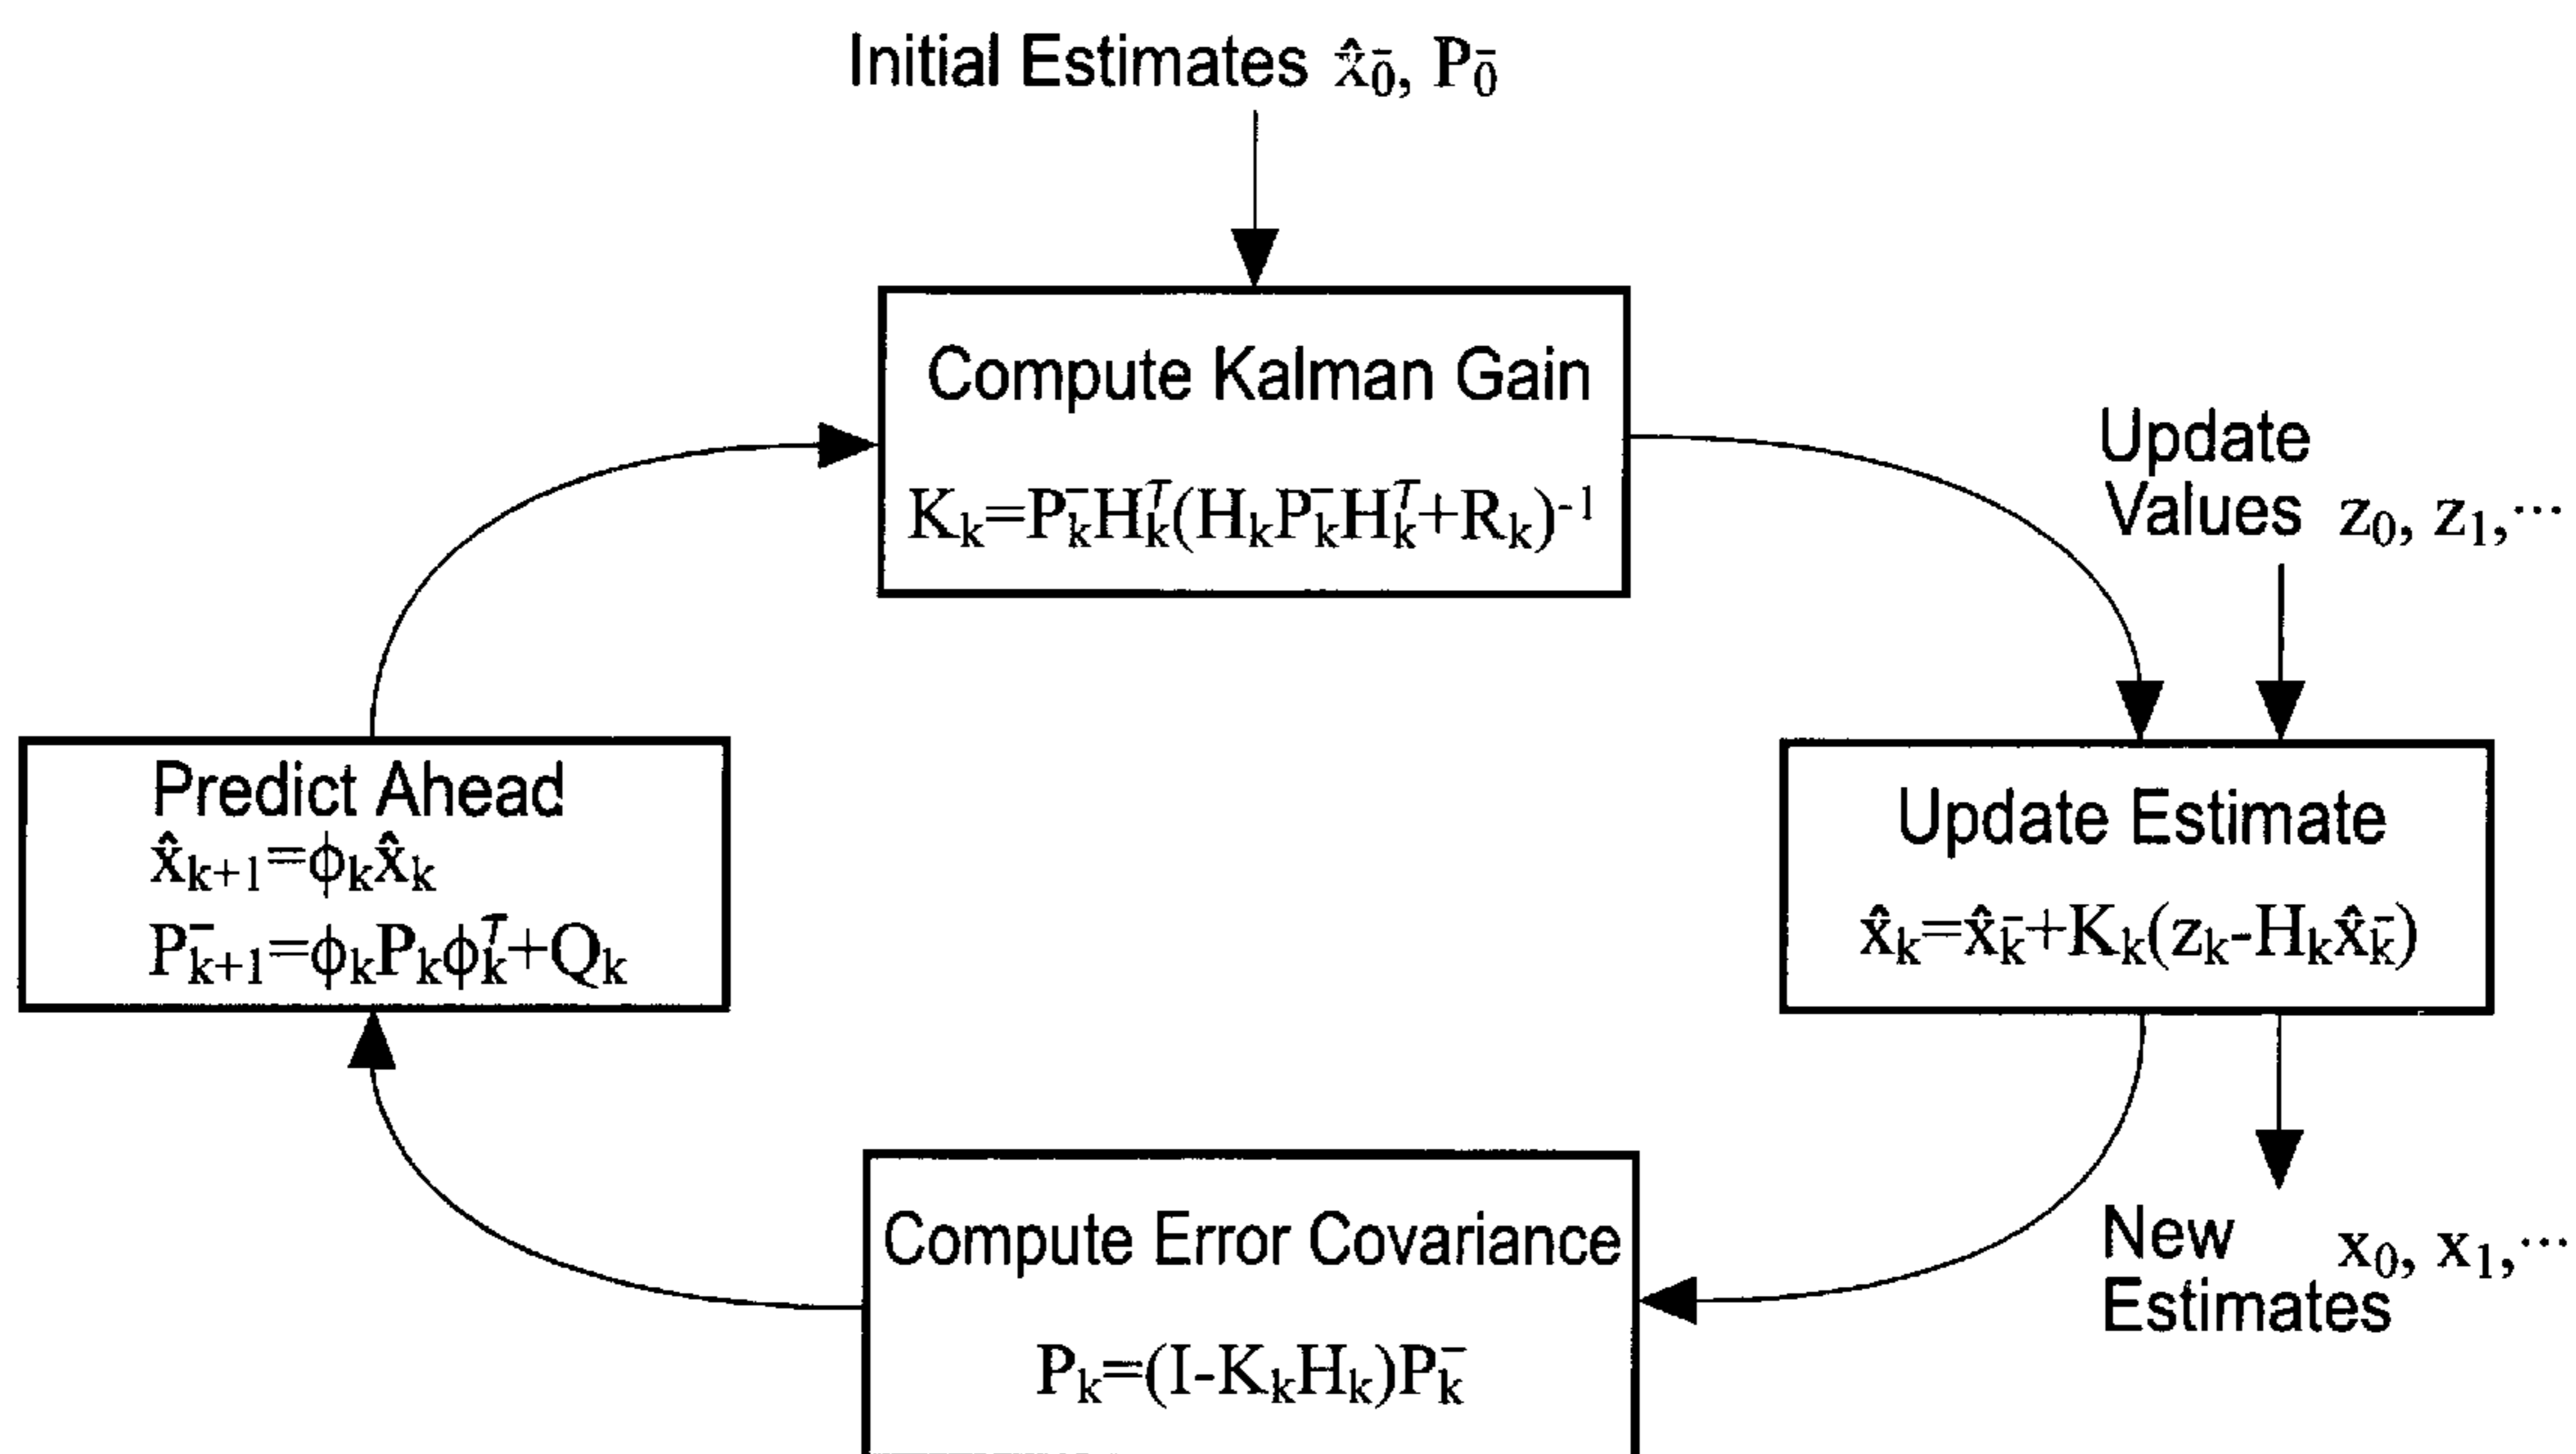 Initial Estimates x̂₀⁻, P₀⁻
Compute Kalman Gain
Kₖ=Pₖ⁻Hₖᵀ(HₖPₖ⁻Hₖᵀ+Rₖ)⁻¹
Update
Values z₀, z₁,⋯
Predict Ahead
x̂ₖ₊₁=ϕₖx̂ₖ
Pₖ₊₁⁻=ϕₖPₖϕₖᵀ+Qₖ
Update Estimate
x̂ₖ=x̂ₖ⁻+Kₖ(zₖ-Hₖx̂ₖ⁻)
Compute Error Covariance
Pₖ=(I-KₖHₖ)Pₖ⁻
New x₀, x₁,⋯
Estimates